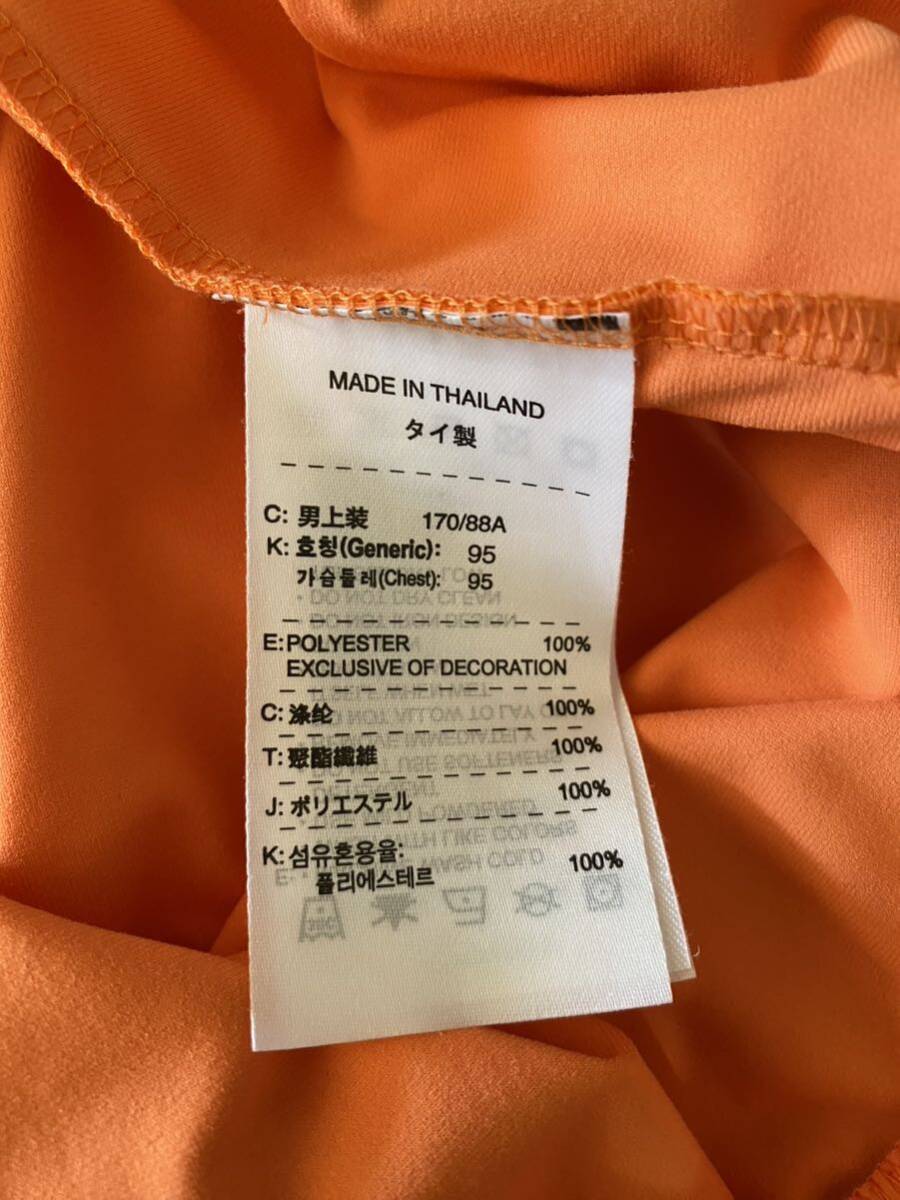 MADE IN THAILAND
タイ製
C: 男上装 170/88A
K: 호칭(Generic): 95
가슴둘레(Chest): 95
E: POLYESTER 100%
EXCLUSIVE OF DECORATION
C: 涤纶 100%
T: 聚酯纖維 100%
J: ポリエステル 100%
K: 섬유혼용율:
폴리에스테르 100%